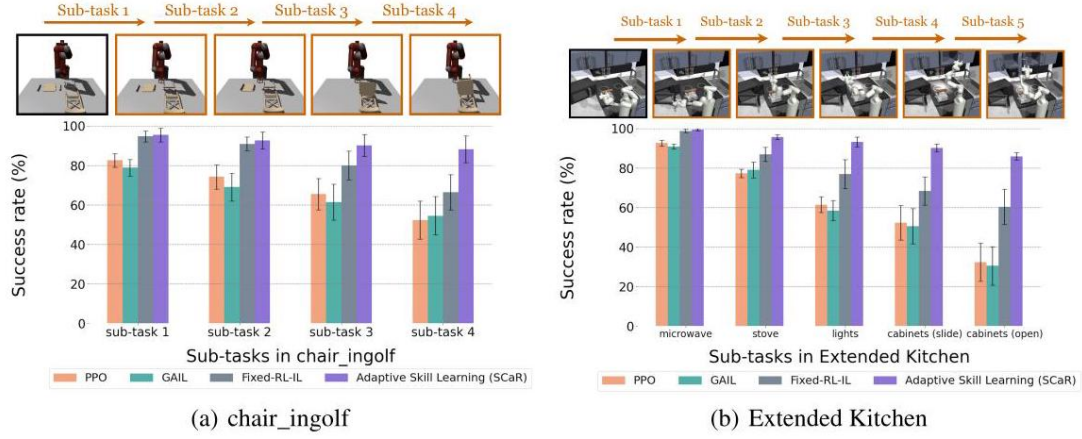 Sub-task 1 Sub-task 2 Sub-task 3 Sub-task 4
100
80
60
40
20
0
Success rate (%)
sub-task 1 sub-task 2 sub-task 3 sub-task 4
Sub-tasks in chair_ingolf
PPO GAIL Fixed-RL-IL Adaptive Skill Learning (SCaR)
(a) chair_ingolf
Sub-task 1 Sub-task 2 Sub-task 3 Sub-task 4 Sub-task 5
100
80
60
40
20
0
Success rate (%)
microwave stove lights cabinets (slide) cabinets (open)
Sub-tasks in Extended Kitchen
PPO GAIL Fixed-RL-IL Adaptive Skill Learning (SCaR)
(b) Extended Kitchen